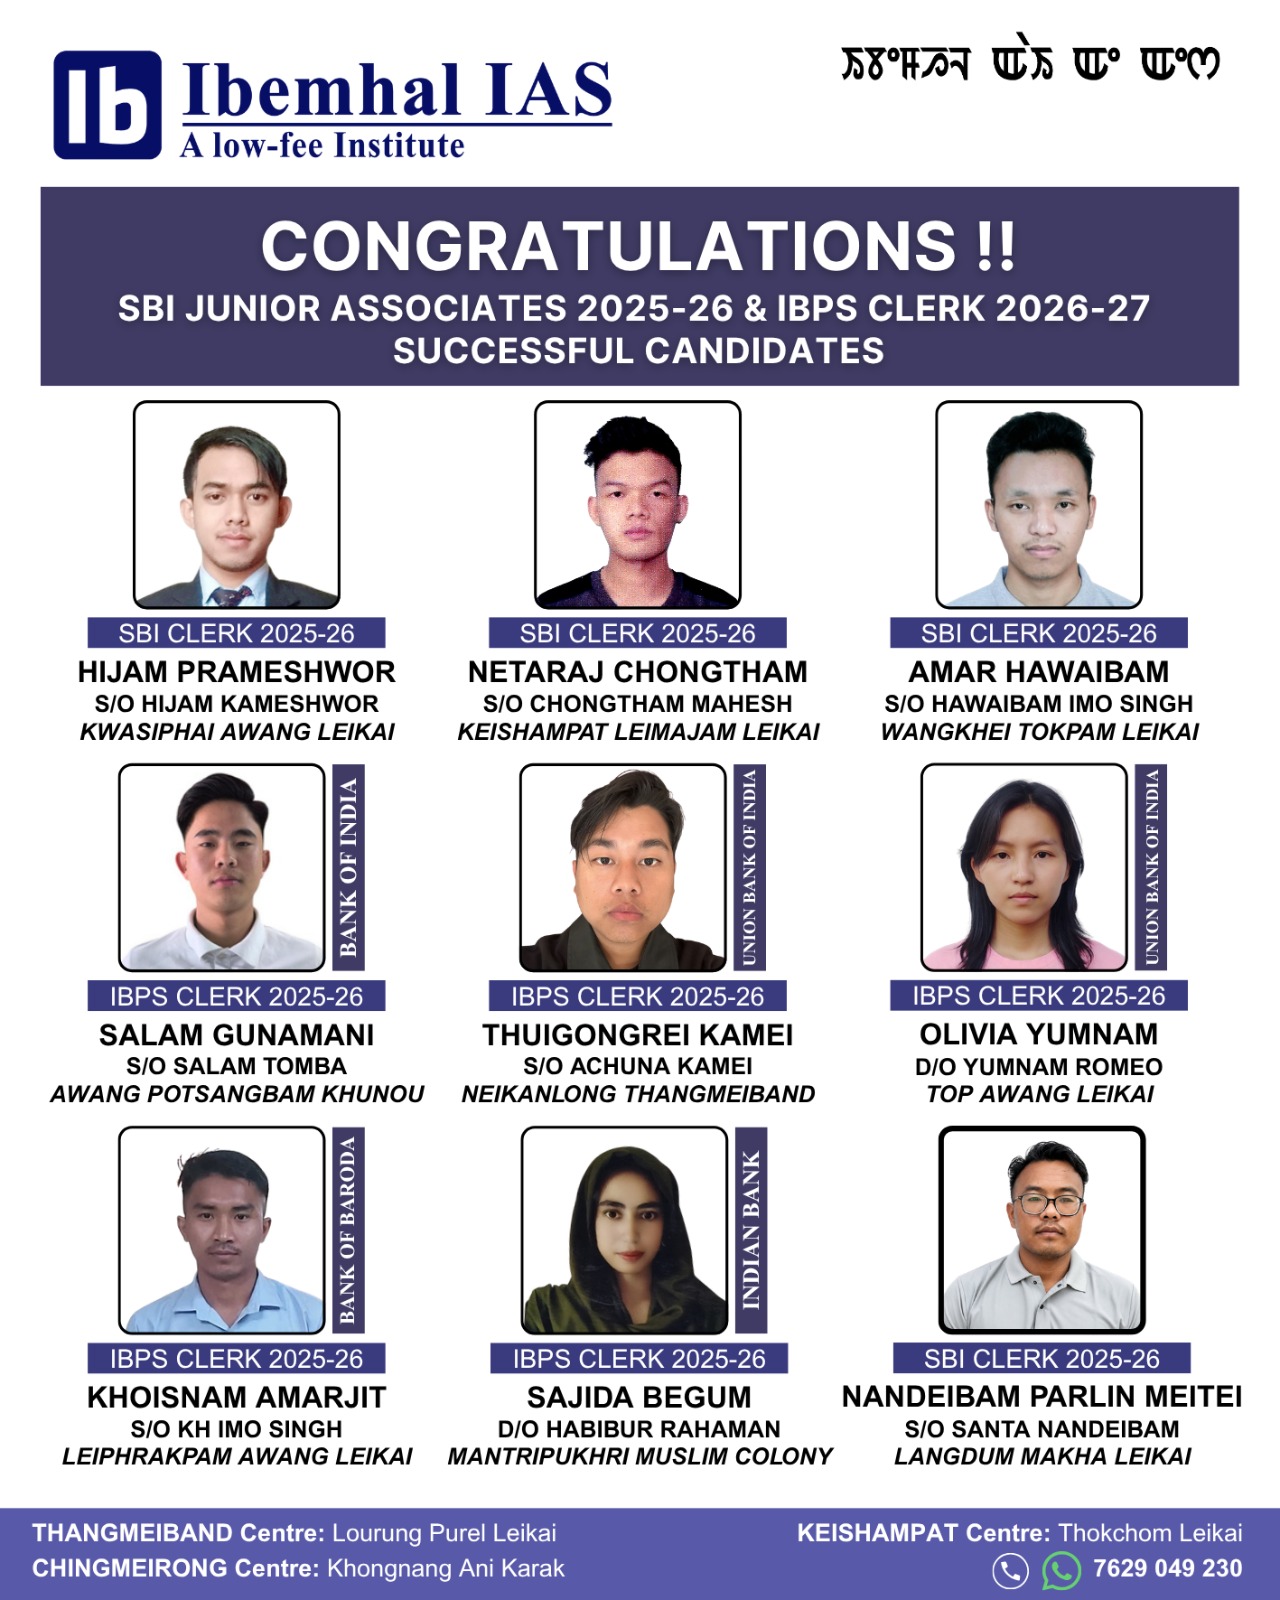 Ib
Ibemhal IAS
A low-fee Institute
CONGRATULATIONS !!
SBI JUNIOR ASSOCIATES 2025-26 & IBPS CLERK 2026-27
SUCCESSFUL CANDIDATES
SBI CLERK 2025-26
HIJAM PRAMESHWOR
S/O HIJAM KAMESHWOR
KWASIPHAI AWANG LEIKAI
SBI CLERK 2025-26
NETARAJ CHONGTHAM
S/O CHONGTHAM MAHESH
KEISHAMPAT LEIMAJAM LEIKAI
SBI CLERK 2025-26
AMAR HAWAIBAM
S/O HAWAIBAM IMO SINGH
WANGKHEI TOKPAM LEIKAI
BANK OF INDIA
IBPS CLERK 2025-26
SALAM GUNAMANI
S/O SALAM TOMBA
AWANG POTSANGBAM KHUNOU
UNION BANK OF INDIA
IBPS CLERK 2025-26
THUIGONGREI KAMEI
S/O ACHUNA KAMEI
NEIKANLONG THANGMEIBAND
UNION BANK OF INDIA
IBPS CLERK 2025-26
OLIVIA YUMNAM
D/O YUMNAM ROMEO
TOP AWANG LEIKAI
BANK OF BARODA
IBPS CLERK 2025-26
KHOISNAM AMARJIT
S/O KH IMO SINGH
LEIPHRAKPAM AWANG LEIKAI
INDIAN BANK
IBPS CLERK 2025-26
SAJIDA BEGUM
D/O HABIBUR RAHAMAN
MANTRIPUKHRI MUSLIM COLONY
SBI CLERK 2025-26
NANDEIBAM PARLIN MEITEI
S/O SANTA NANDEIBAM
LANGDUM MAKHA LEIKAI
THANGMEIBAND Centre: Lourung Purel Leikai
CHINGMEIRONG Centre: Khongnang Ani Karak
KEISHAMPAT Centre: Thokchom Leikai
7629 049 230